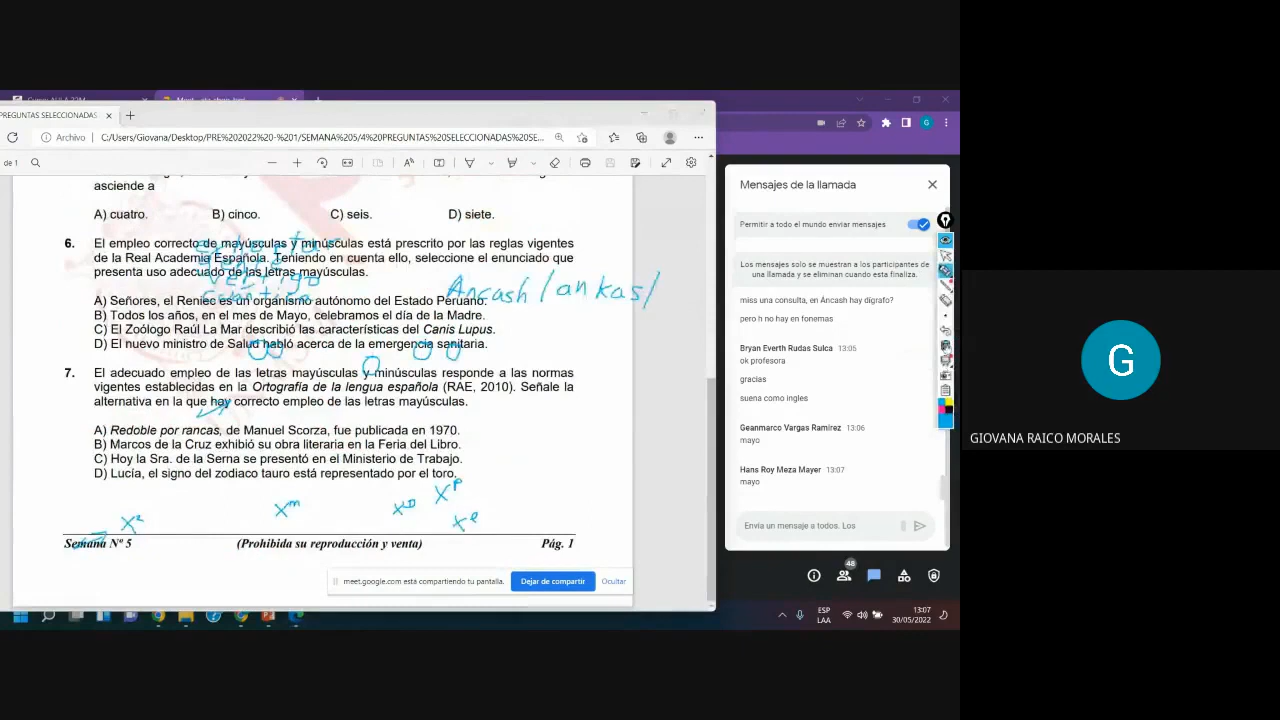 PREGUNTAS SELECCIONADAS
Archivo C:/Users/Giovana/Desktop/PRE%202022%20-%201/SEMANA%205/4%20PREGUNTAS%20SELECCIONADAS%20SE...
de 1
asciende a
A) cuatro. B) cinco. C) seis. D) siete.
6. El empleo correcto de mayúsculas y minúsculas está prescrito por las reglas vigentes
de la Real Academia Española. Teniendo en cuenta ello, seleccione el enunciado que
presenta uso adecuado de las letras mayúsculas.
Áncash / ankas/
A) Señores, el Reniec es un organismo autónomo del Estado Peruano.
B) Todos los años, en el mes de Mayo, celebramos el día de la Madre.
C) El Zoólogo Raúl La Mar describió las características del Canis Lupus.
D) El nuevo ministro de Salud habló acerca de la emergencia sanitaria.
7. El adecuado empleo de las letras mayúsculas y minúsculas responde a las normas
vigentes establecidas en la Ortografía de la lengua española (RAE, 2010). Señale la
alternativa en la que hay correcto empleo de las letras mayúsculas.
A) Redoble por rancas, de Manuel Scorza, fue publicada en 1970.
B) Marcos de la Cruz exhibió su obra literaria en la Feria del Libro.
C) Hoy la Sra. de la Serna se presentó en el Ministerio de Trabajo.
D) Lucía, el signo del zodiaco tauro está representado por el toro.
Semana Nº 5 (Prohibida su reproducción y venta) Pág. 1
meet.google.com está compartiendo tu pantalla. Dejar de compartir Ocultar
Mensajes de la llamada
Permitir a todo el mundo enviar mensajes
Los mensajes solo se muestran a los participantes de
una llamada y se eliminan cuando esta finaliza.
miss una consulta, en Áncash hay dígrafo?
pero h no hay en fonemas
Bryan Everth Rudas Sulca 13:05
ok profesora
gracias
suena como ingles
Geanmarco Vargas Ramirez 13:06
mayo
Hans Roy Meza Mayer 13:07
mayo
Envía un mensaje a todos. Los
48
ESP
LAA
13:07
30/05/2022
G
GIOVANA RAICO MORALES